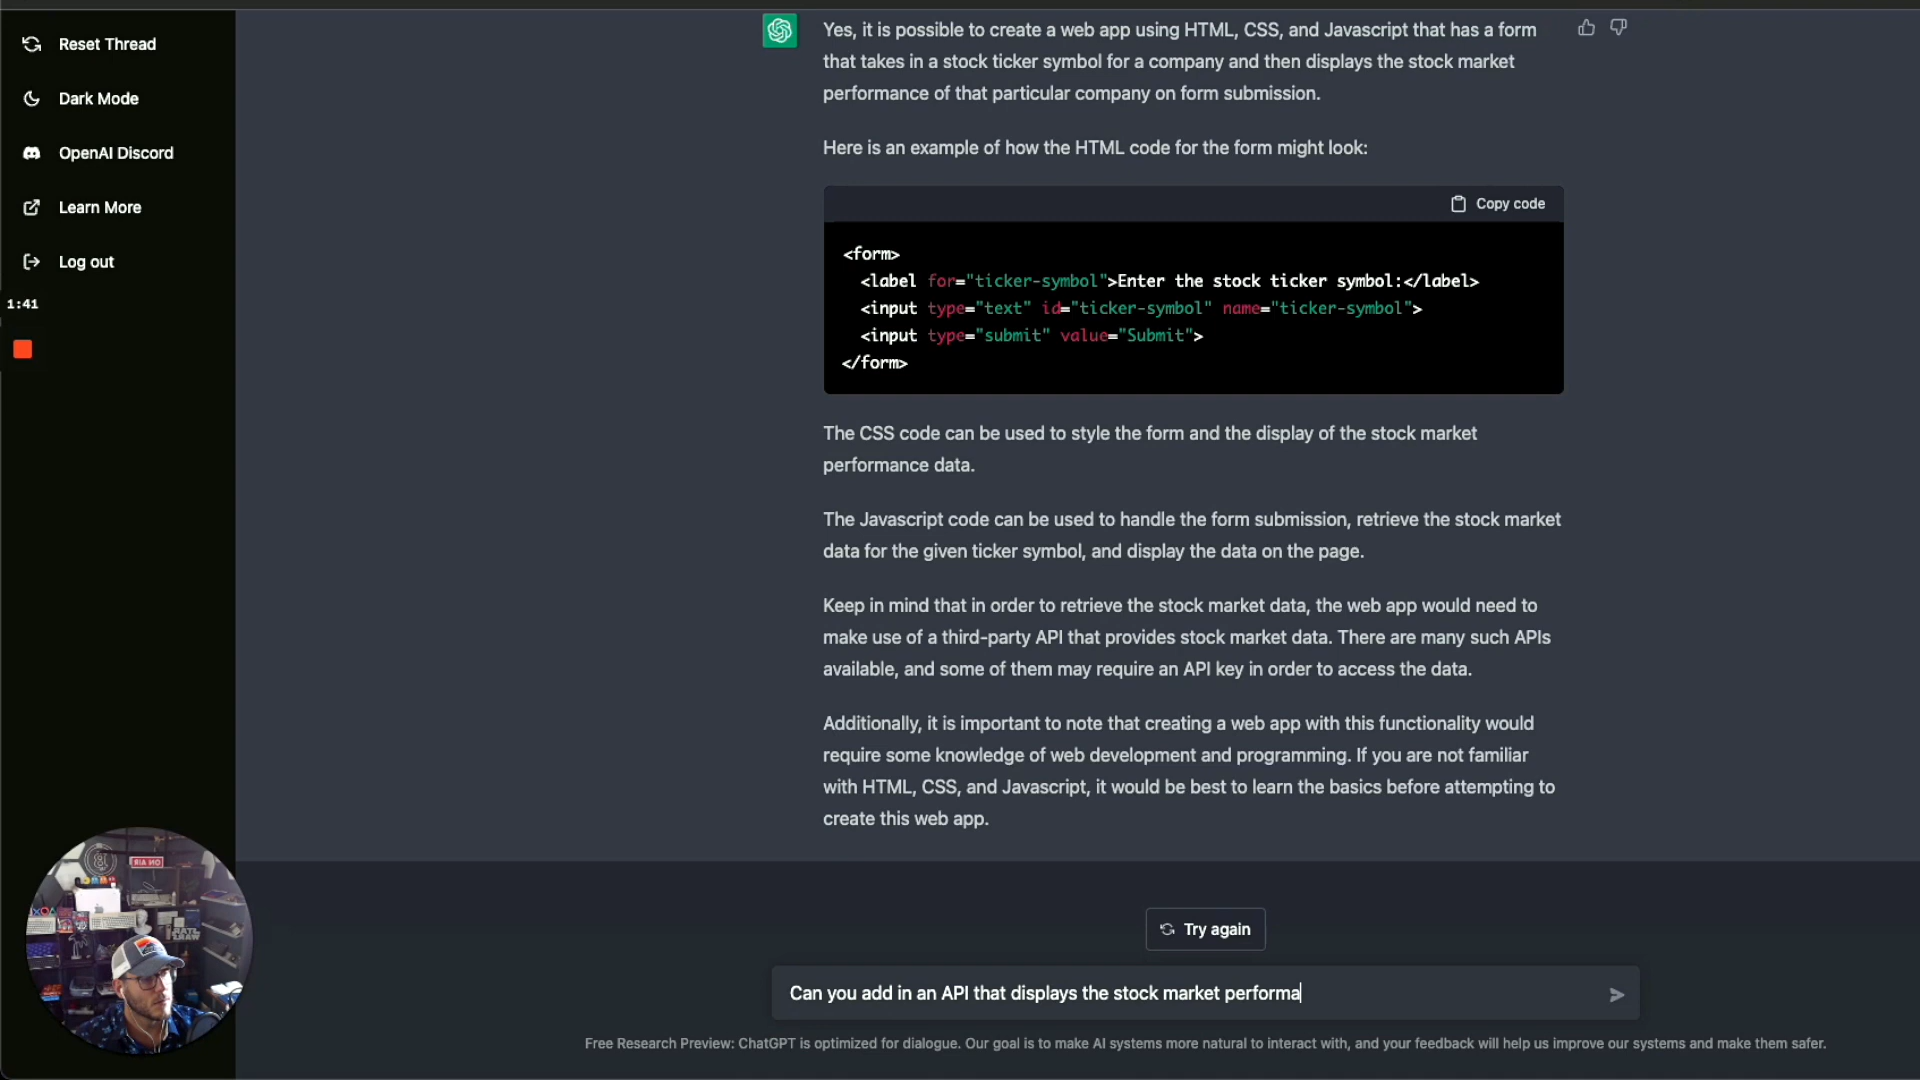 Reset Thread
Dark Mode
OpenAI Discord
Learn More
Log out
1:41
Yes, it is possible to create a web app using HTML, CSS, and Javascript that has a form
that takes in a stock ticker symbol for a company and then displays the stock market
performance of that particular company on form submission.
Here is an example of how the HTML code for the form might look:
Copy code
<form>
  <label for="ticker-symbol">Enter the stock ticker symbol:</label>
  <input type="text" id="ticker-symbol" name="ticker-symbol">
  <input type="submit" value="Submit">
</form>
The CSS code can be used to style the form and the display of the stock market
performance data.
The Javascript code can be used to handle the form submission, retrieve the stock market
data for the given ticker symbol, and display the data on the page.
Keep in mind that in order to retrieve the stock market data, the web app would need to
make use of a third-party API that provides stock market data. There are many such APIs
available, and some of them may require an API key in order to access the data.
Additionally, it is important to note that creating a web app with this functionality would
require some knowledge of web development and programming. If you are not familiar
with HTML, CSS, and Javascript, it would be best to learn the basics before attempting to
create this web app.
Try again
Can you add in an API that displays the stock market performa
Free Research Preview: ChatGPT is optimized for dialogue. Our goal is to make AI systems more natural to interact with, and your feedback will help us improve our systems and make them safer.
ON AIR